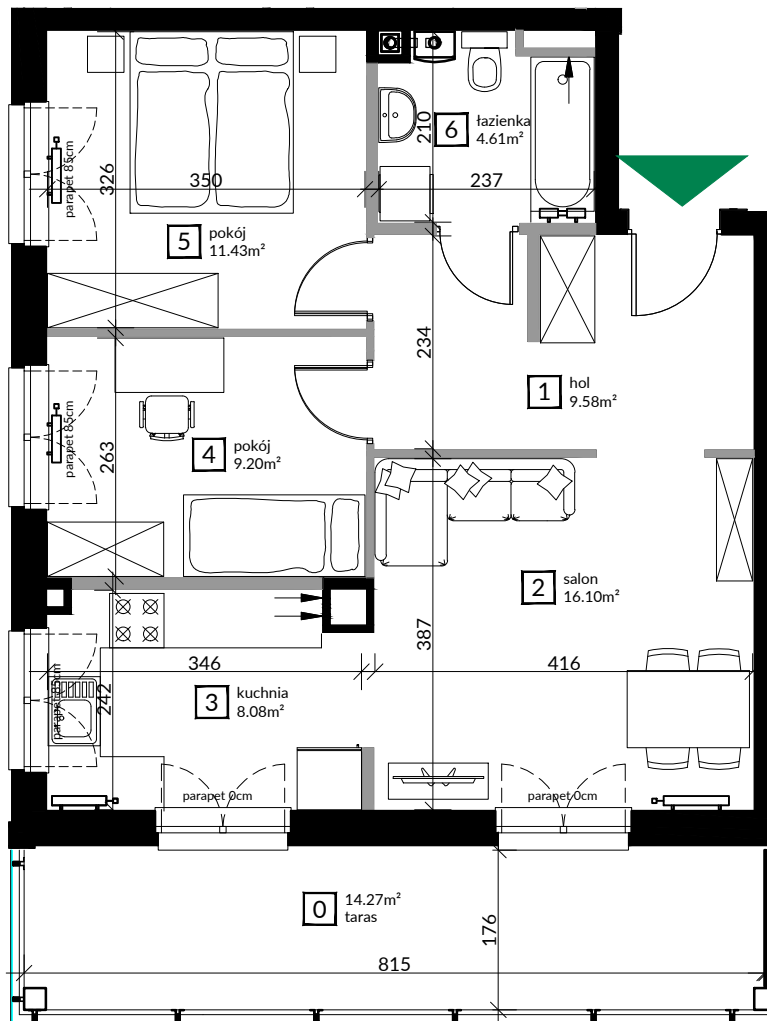 6
łazienka
4.61m²
210
237
parapet 85cm
326
350
5
pokój
11.43m²
234
1
hol
9.58m²
parapet 85cm
263
4
pokój
9.20m²
2
salon
16.10m²
387
346
416
parapet 85cm
242
3
kuchnia
8.08m²
parapet 0cm
parapet 0cm
0
14.27m²
taras
176
815